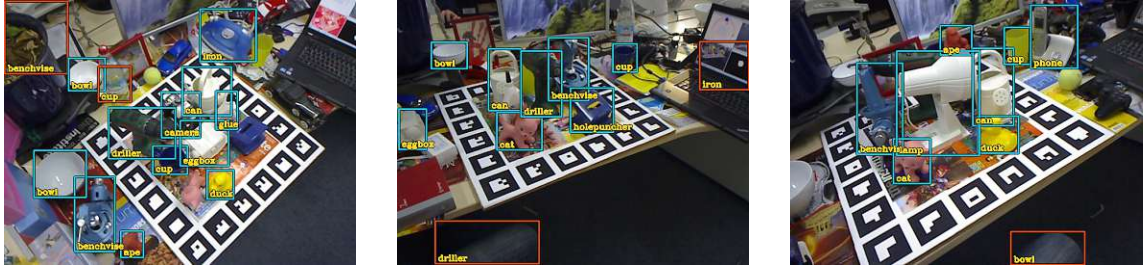 benchvise
iron
bowl
cup
can
glue
camera
driller
eggbox
cup
bowl
duck
benchvise
ape
bowl
cup
iron
benchvise
can
driller
holepuncher
eggbox
cat
driller
ape
cup
phone
can
benchvise
lamp
duck
cat
bowl